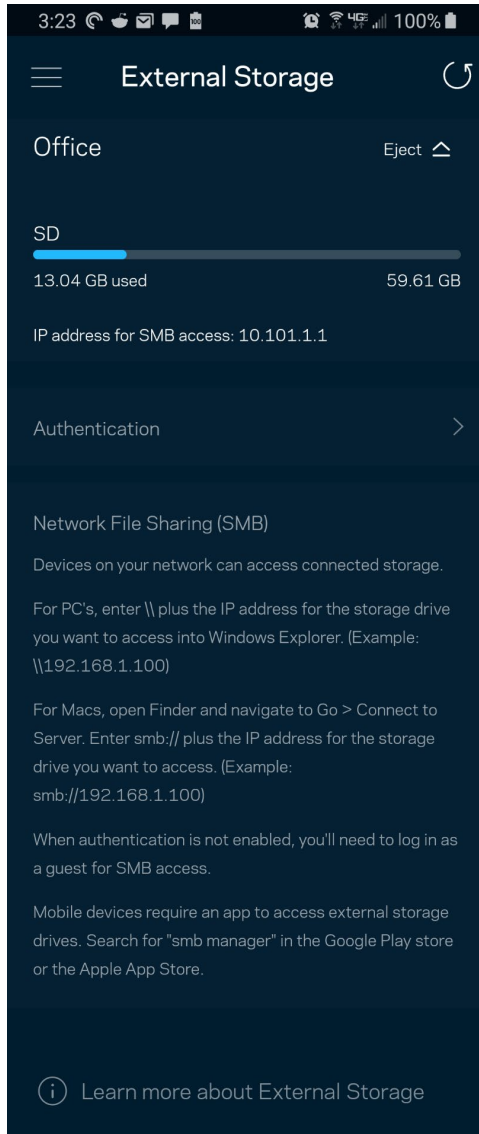 3:23 4GE 100%
External Storage
Office
Eject
SD
13.04 GB used 59.61 GB
IP address for SMB access: 10.101.1.1
Authentication
Network File Sharing (SMB)
Devices on your network can access connected storage.
For PC's, enter \\ plus the IP address for the storage drive
you want to access into Windows Explorer. (Example:
\\192.168.1.100)
For Macs, open Finder and navigate to Go > Connect to
Server. Enter smb:// plus the IP address for the storage
drive you want to access. (Example:
smb://192.168.1.100)
When authentication is not enabled, you'll need to log in as
a guest for SMB access.
Mobile devices require an app to access external storage
drives. Search for "smb manager" in the Google Play store
or the Apple App Store.
Learn more about External Storage